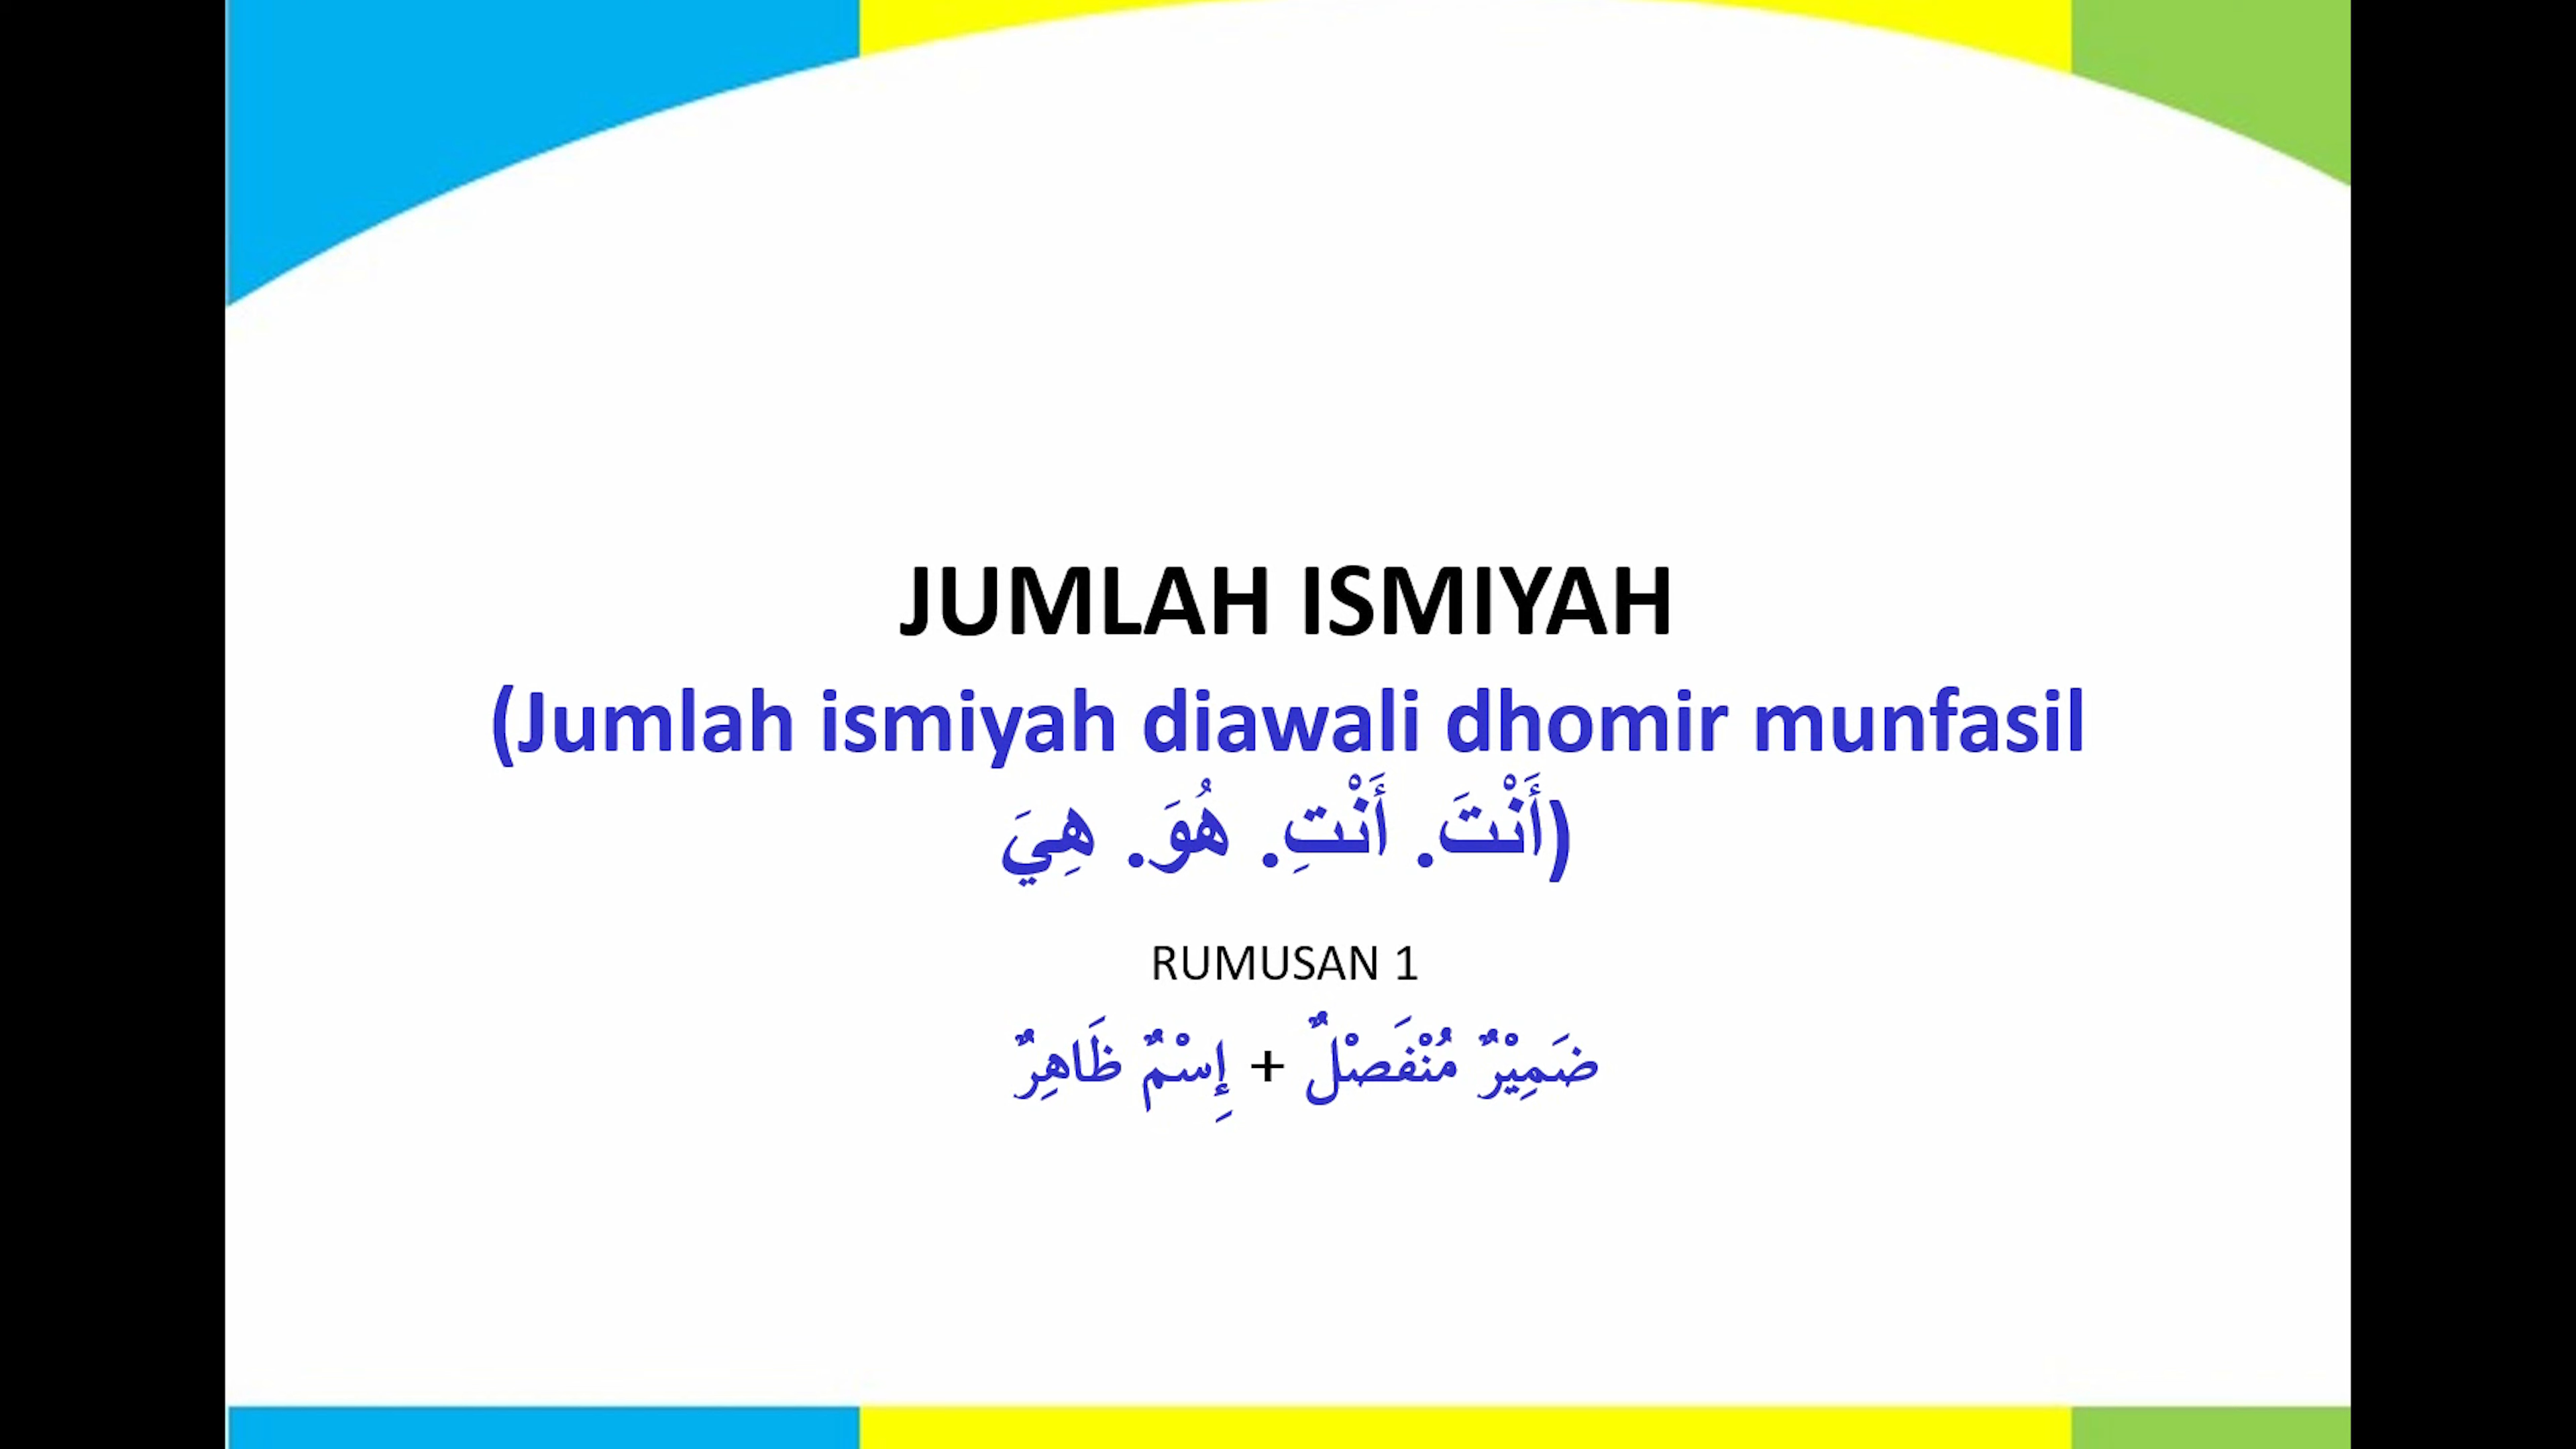 JUMLAH ISMIYAH
(Jumlah ismiyah diawali dhomir munfasil
(أَنْتَ. أَنْتِ. هُوَ. هِيَ
RUMUSAN 1
ضَمِيْرٌ مُنْفَصْلٌ + إِسْمٌ ظَاهِرٌ